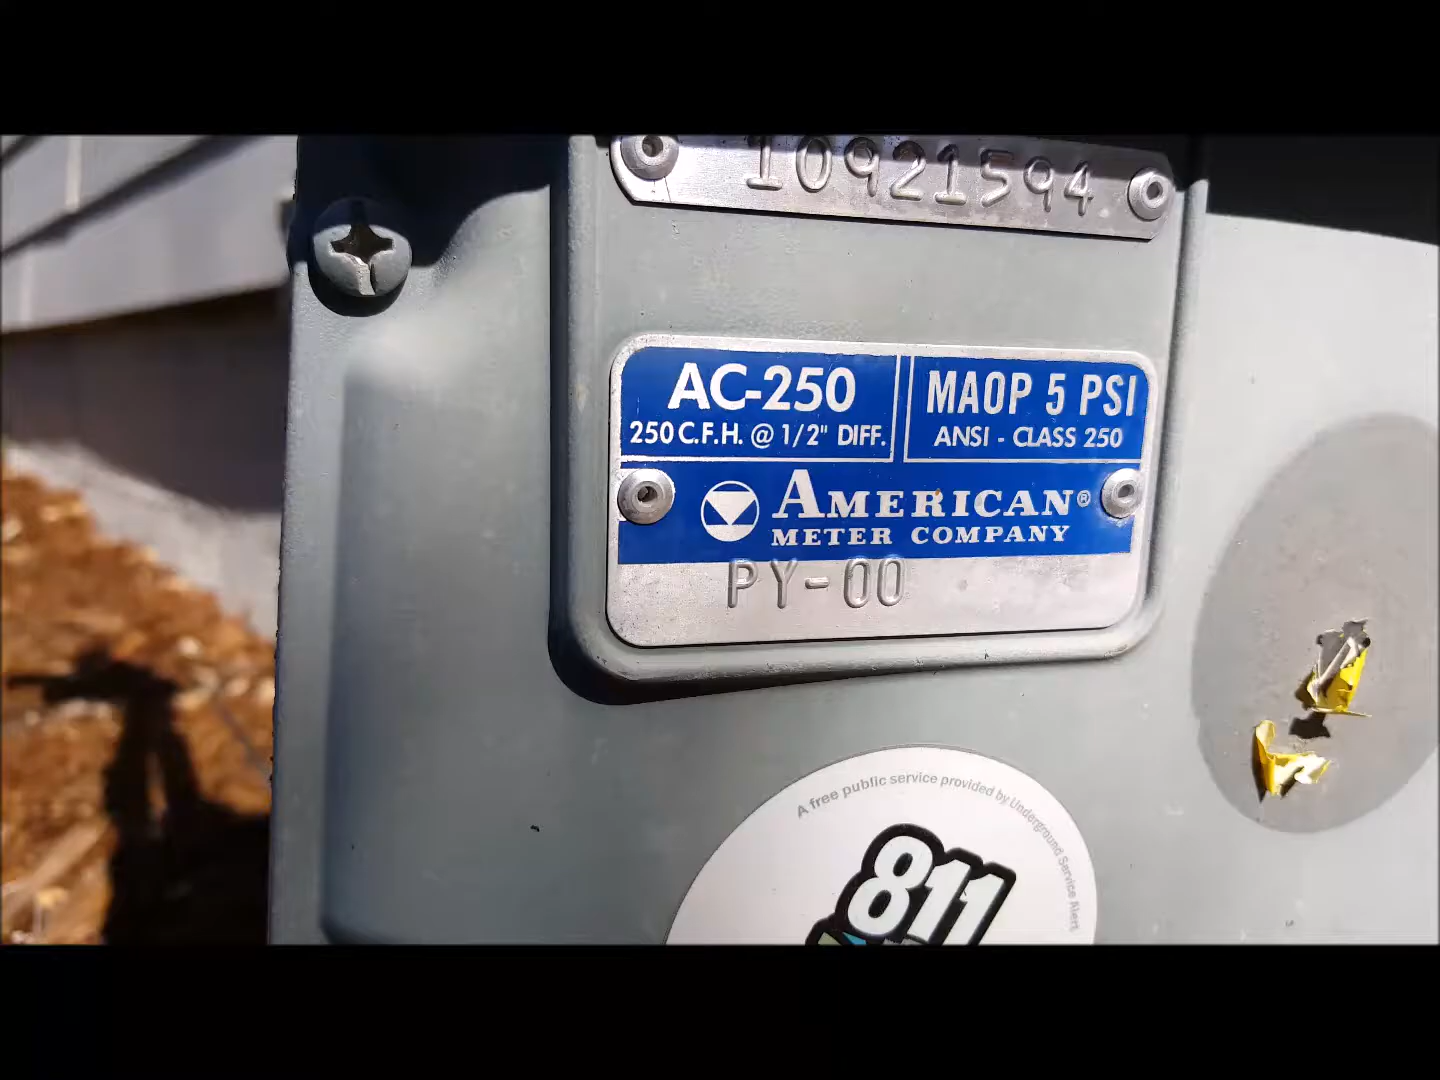 10921594
AC-250
250 C.F.H. @ 1/2" DIFF.
MAOP 5 PSI
ANSI - CLASS 250
AMERICAN®
METER COMPANY
PY-00
A free public service provided by Underground Service Alert
811